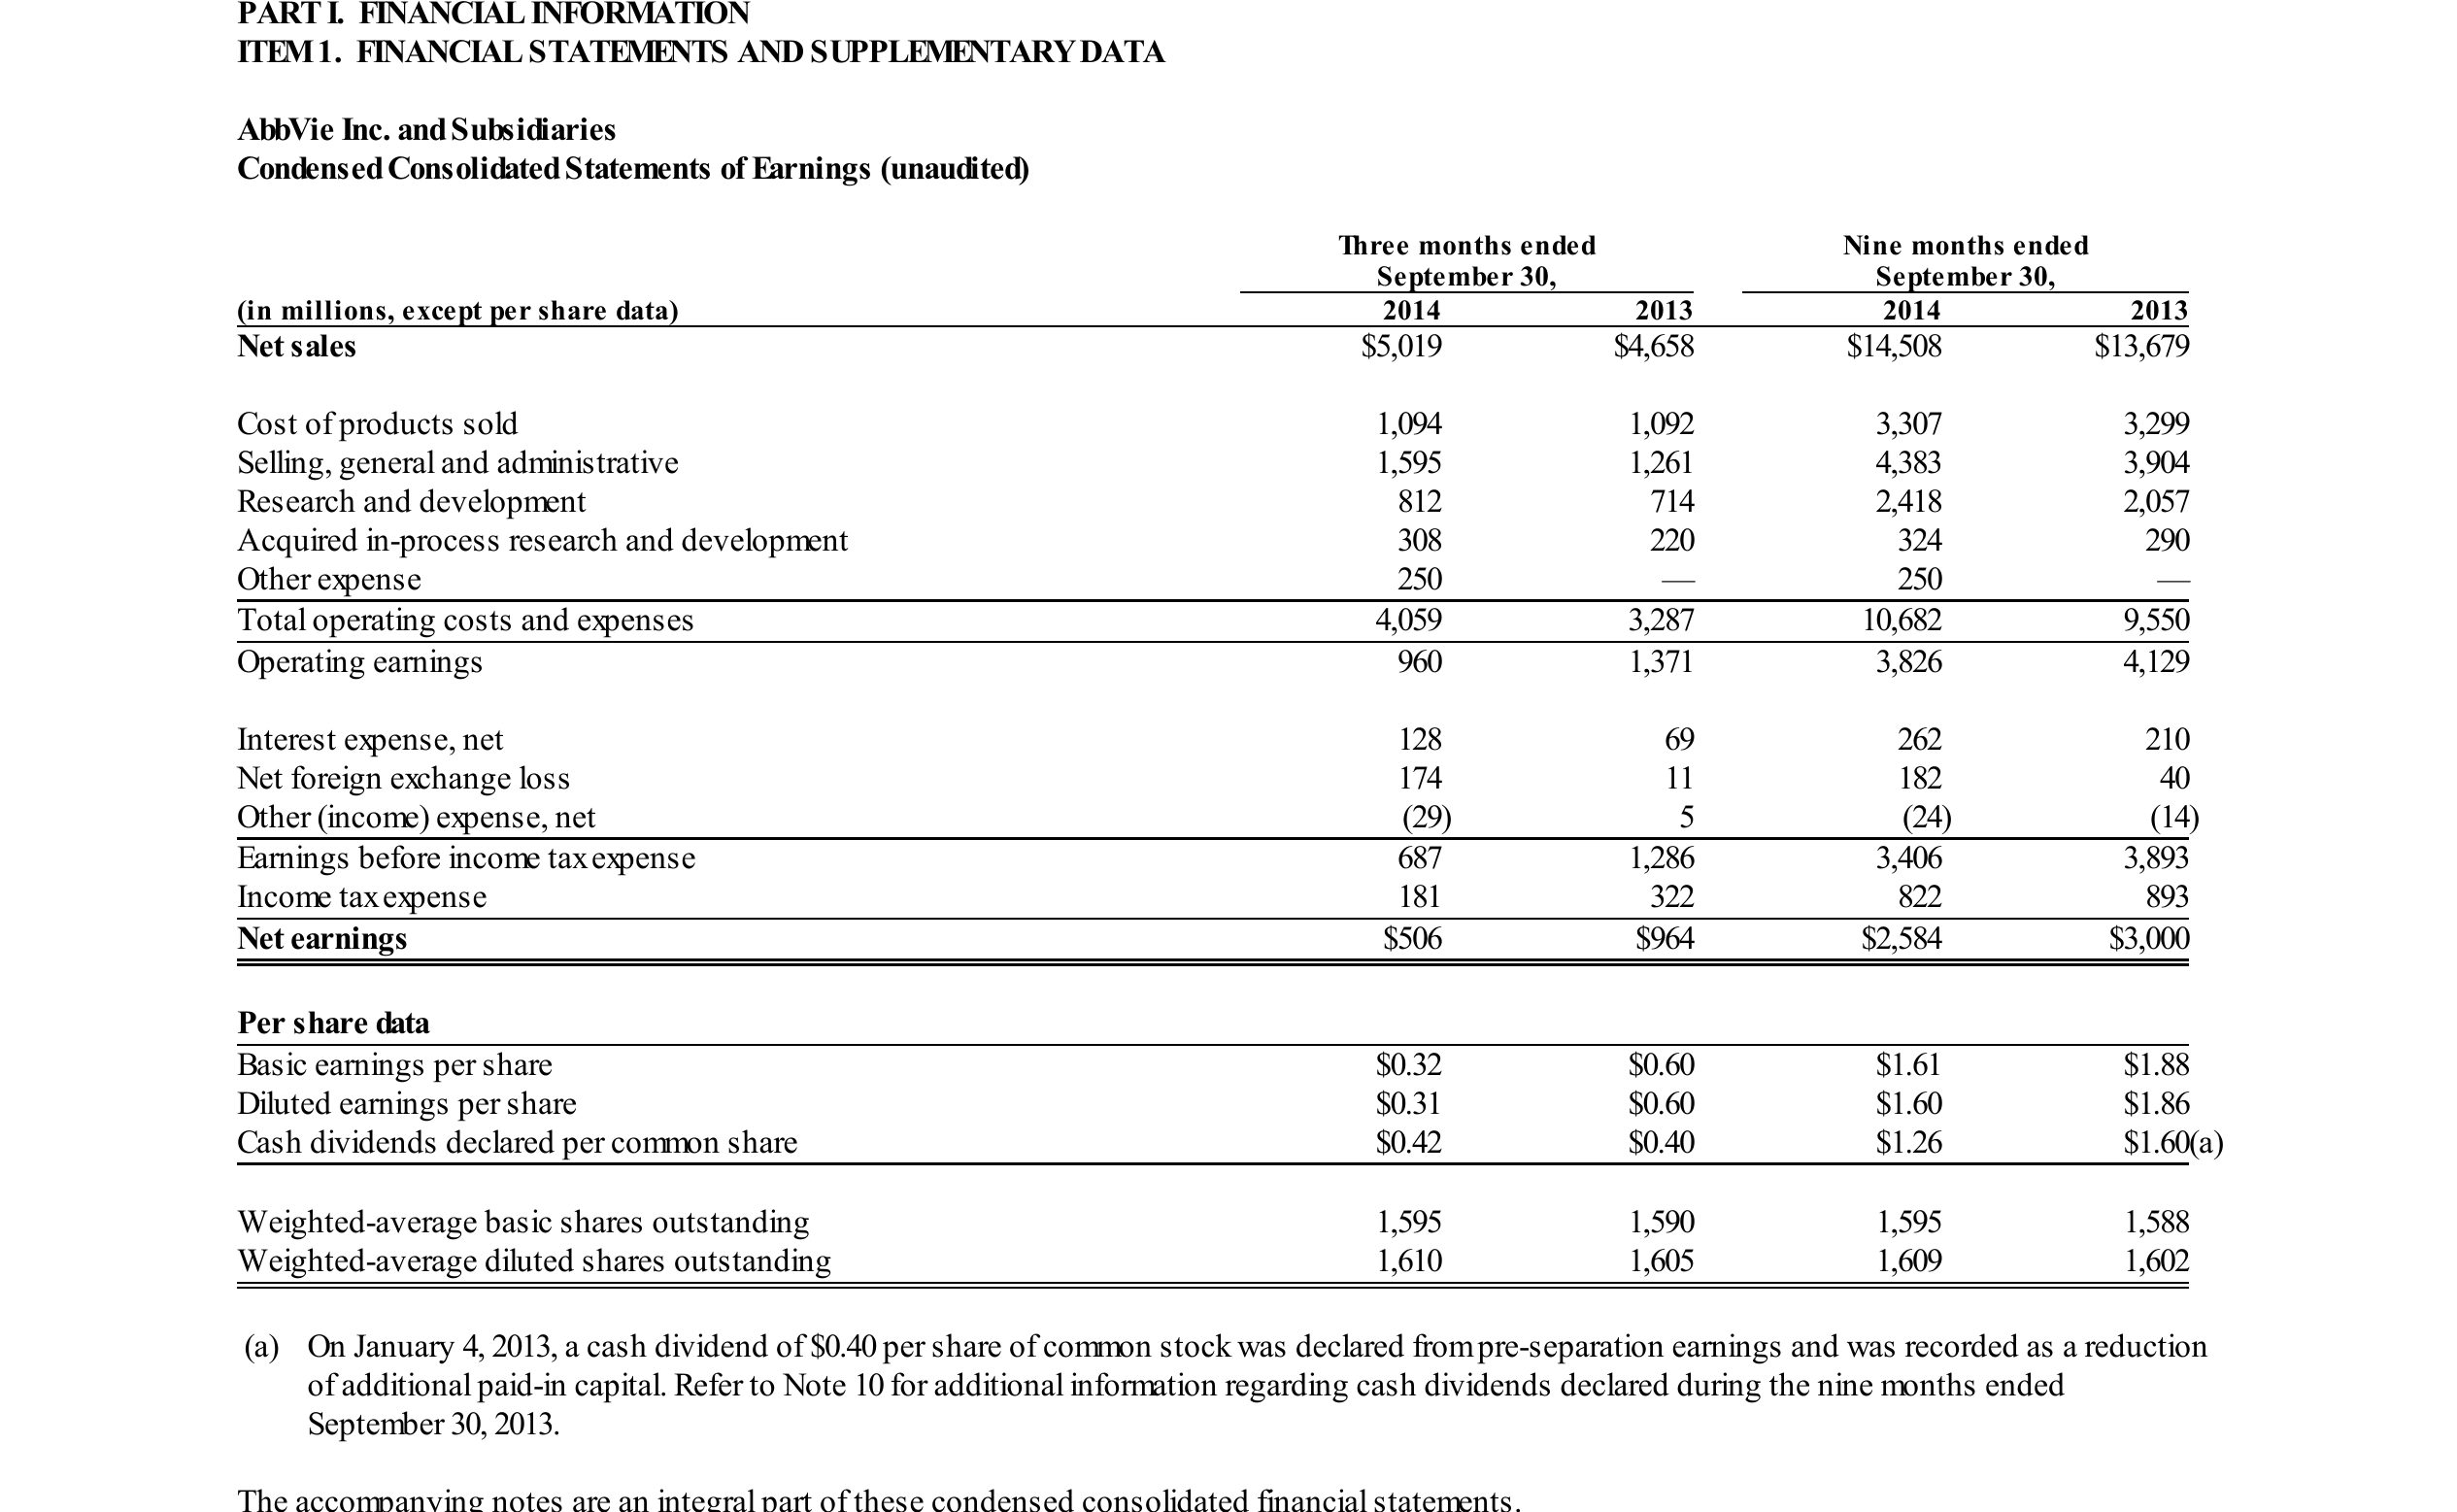 PART I. FINANCIAL INFORMATION
ITEM 1. FINANCIAL STATEMENTS AND SUPPLEMENTARY DATA
AbbVie Inc. and Subsidiaries
Condensed Consolidated Statements of Earnings (unaudited)
Three months ended Nine months ended
September 30, September 30,
(in millions, except per share data) 2014 2013 2014 2013
Net sales $5,019 $4,658 $14,508 $13,679
Cost of products sold 1,094 1,092 3,307 3,299
Selling, general and administrative 1,595 1,261 4,383 3,904
Research and development 812 714 2,418 2,057
Acquired in-process research and development 308 220 324 290
Other expense 250 — 250 —
Total operating costs and expenses 4,059 3,287 10,682 9,550
Operating earnings 960 1,371 3,826 4,129
Interest expense, net 128 69 262 210
Net foreign exchange loss 174 11 182 40
Other (income) expense, net (29) 5 (24) (14)
Earnings before income tax expense 687 1,286 3,406 3,893
Income tax expense 181 322 822 893
Net earnings $506 $964 $2,584 $3,000
Per share data
Basic earnings per share $0.32 $0.60 $1.61 $1.88
Diluted earnings per share $0.31 $0.60 $1.60 $1.86
Cash dividends declared per common share $0.42 $0.40 $1.26 $1.60(a)
Weighted-average basic shares outstanding 1,595 1,590 1,595 1,588
Weighted-average diluted shares outstanding 1,610 1,605 1,609 1,602
(a) On January 4, 2013, a cash dividend of $0.40 per share of common stock was declared from pre-separation earnings and was recorded as a reduction
of additional paid-in capital. Refer to Note 10 for additional information regarding cash dividends declared during the nine months ended
September 30, 2013.
The accompanying notes are an integral part of these condensed consolidated financial statements.